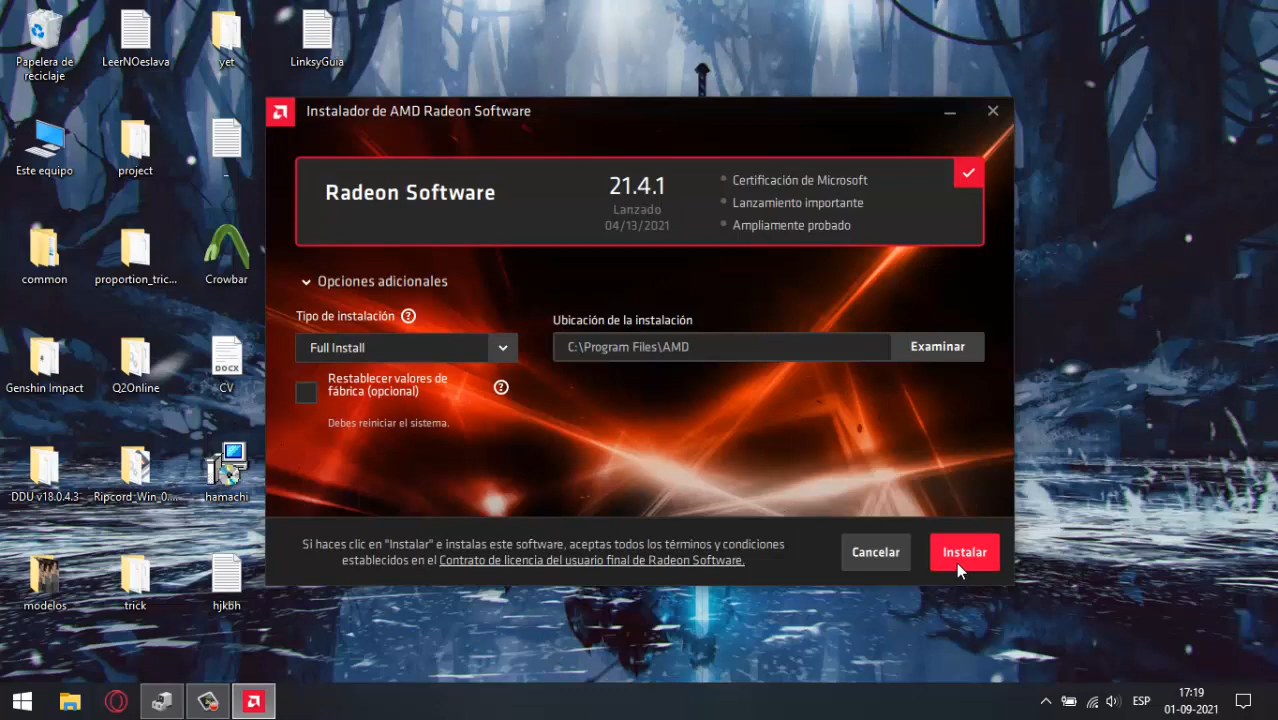 Papelera de
reciclaje
LeerNOeslava
yet
LinksyGuia
Este equipo
project
_
common
proportion_tric...
Crowbar
Genshin Impact
Q2Online
DOCX
CV
DDU v18.0.4.3
Ripcord_Win_0....
hamachi
modelos
trick
hjkbh
Instalador de AMD Radeon Software
Radeon Software
21.4.1
Lanzado
04/13/2021
Certificación de Microsoft
Lanzamiento importante
Ampliamente probado
Opciones adicionales
Tipo de instalación ?
Full Install
Ubicación de la instalación
C:\Program Files\AMD
Examinar
Restablecer valores de
fábrica (opcional) ?
Debes reiniciar el sistema.
Si haces clic en "Instalar" e instalas este software, aceptas todos los términos y condiciones
establecidos en el Contrato de licencia del usuario final de Radeon Software.
Cancelar
Instalar
ESP
17:19
01-09-2021